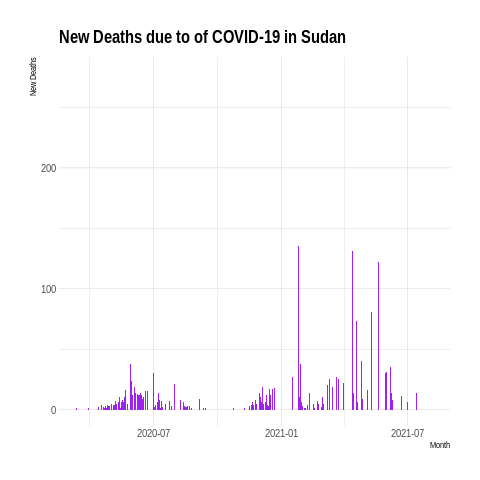 New Deaths due to of COVID-19 in Sudan
New Deaths
200
100
0
2020-07
2021-01
2021-07
Month